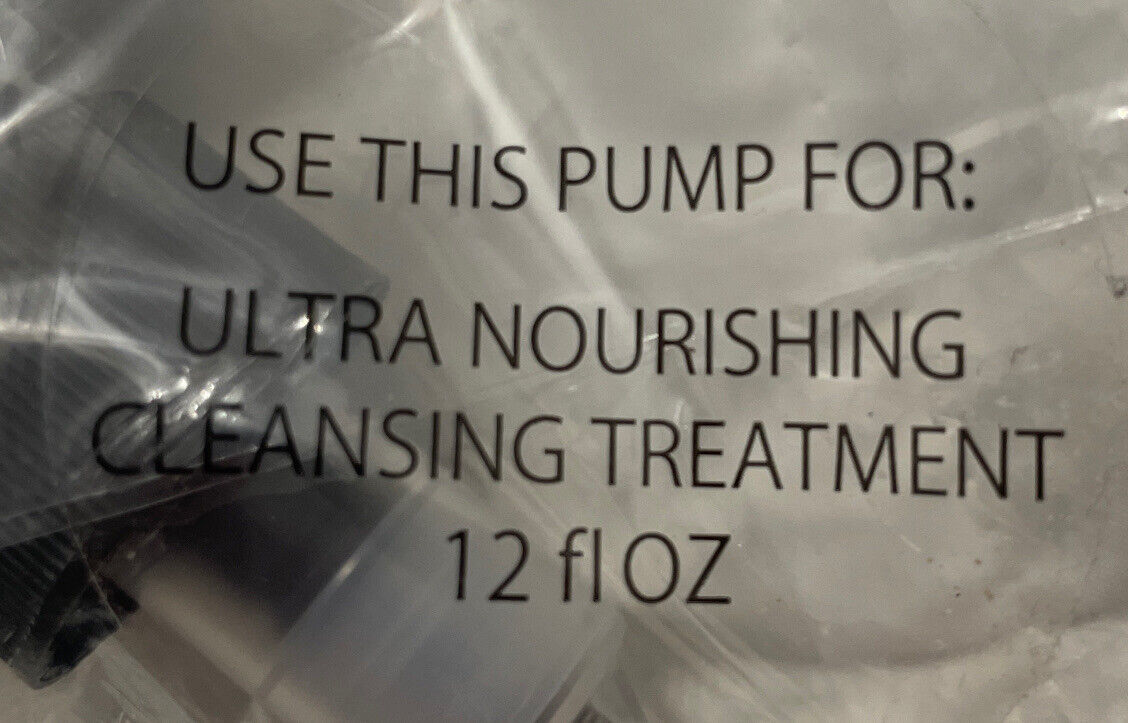 USE THIS PUMP FOR:
ULTRA NOURISHING
CLEANSING TREATMENT
12 fl OZ